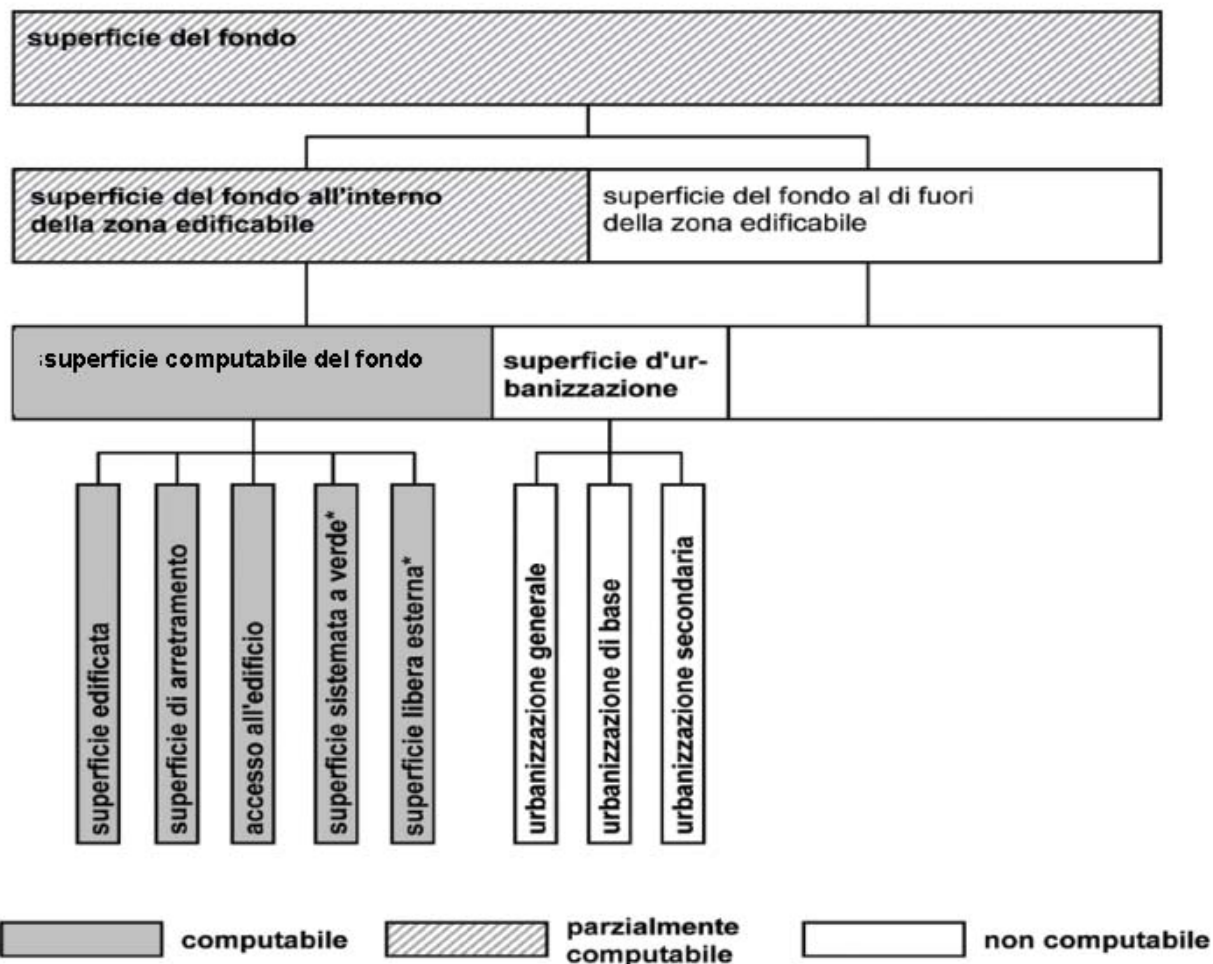 superficie del fondo
superficie del fondo all'interno
della zona edificabile
superficie del fondo al di fuori
della zona edificabile
superficie computabile del fondo
superficie d'ur-
banizzazione
superficie edificata
superficie di arretramento
accesso all'edificio
superficie sistemata a verde*
superficie libera esterna*
urbanizzazione generale
urbanizzazione di base
urbanizzazione secondaria
computabile
parzialmente
computabile
non computabile